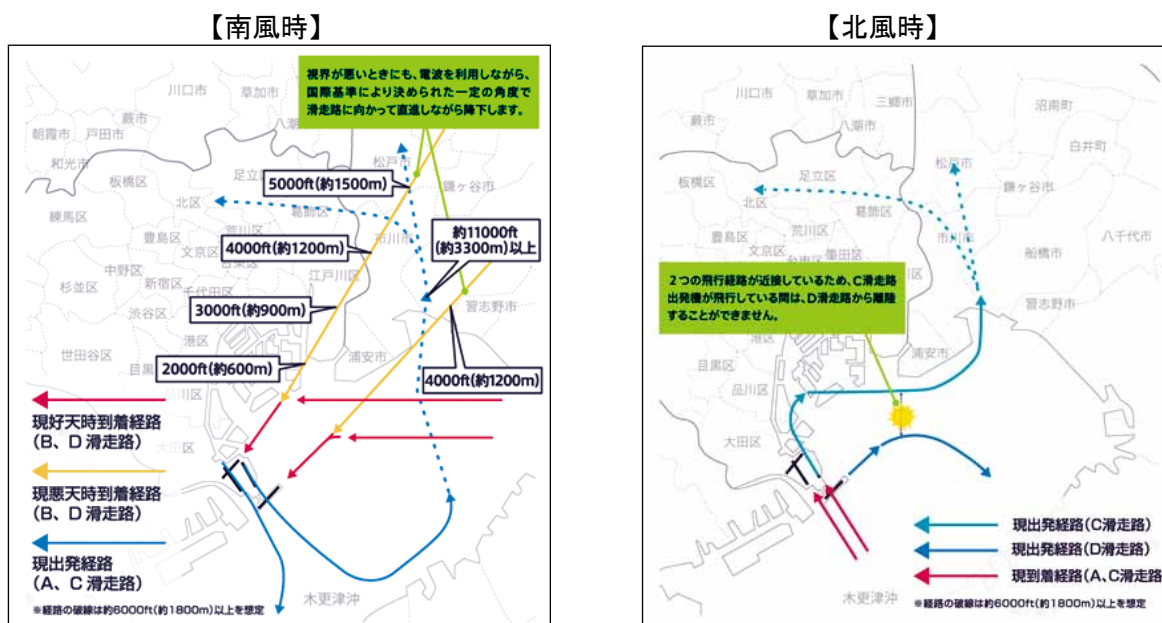 【南風時】
視界が悪いときにも、電波を利用しながら、
国際基準により決められた一定の角度で
滑走路に向かって直進しながら降下します。
川口市
草加市
蕨市
八潮
朝霞市
戸田市
和光市
松戸市
板橋区
足立区
5000ft(約1500m)
鎌ヶ谷市
北区
練馬区
葛飾区
荒川区
豊島区
4000ft(約1200m)
市川市
約11000ft
(約3300m)以上
文京区
中野区
江戸川区
新宿区
千代田区
杉並区
3000ft(約900m)
習志野市
渋谷区
港区
世田谷区
浦安市
目黒
2000ft(約600m)
4000ft(約1200m)
品川区
現好天時到着経路
(B、D 滑走路)
大田区
現悪天時到着経路
(B、D 滑走路)
現出発経路
(A、C 滑走路)
木更津沖
※経路の破線は約6000ft(約1800m)以上を想定
【北風時】
川口市
草加市
三郷市
沼南町
蕨市
八潮市
白井町
松戸市
板橋区
足立区
鎌ヶ谷市
北区
葛飾区
荒川区
豊島区
市川市
八千代市
文京区
墨田区
船橋市
2つの飛行経路が近接しているため、C滑走路
出発機が飛行している間は、D滑走路から離陸
することができません。
習志野市
港区
浦安市
目黒区
品川区
大田区
現出発経路(C滑走路)
現出発経路(D滑走路)
現到着経路(A、C滑走路
木更津沖
※経路の破線は約6000ft(約1800m)以上を想定